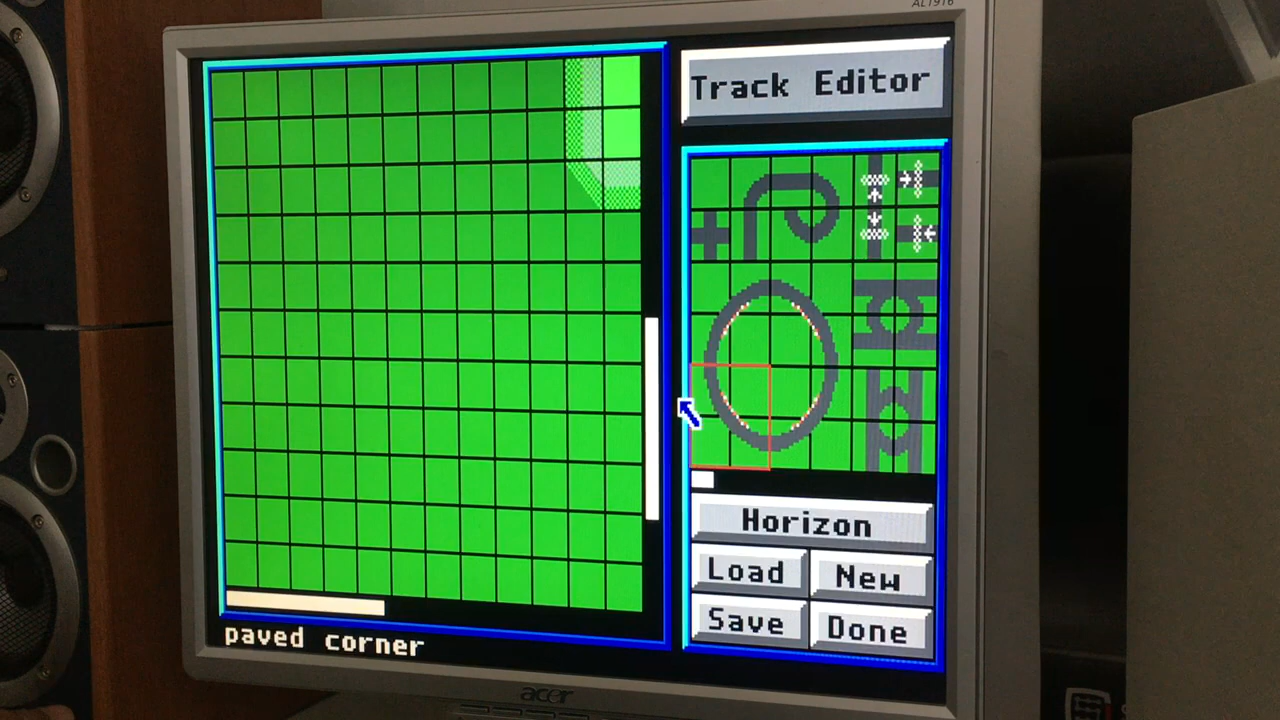 AL1916
Track Editor
Horizon
Load
New
Save
Done
paved corner
acer